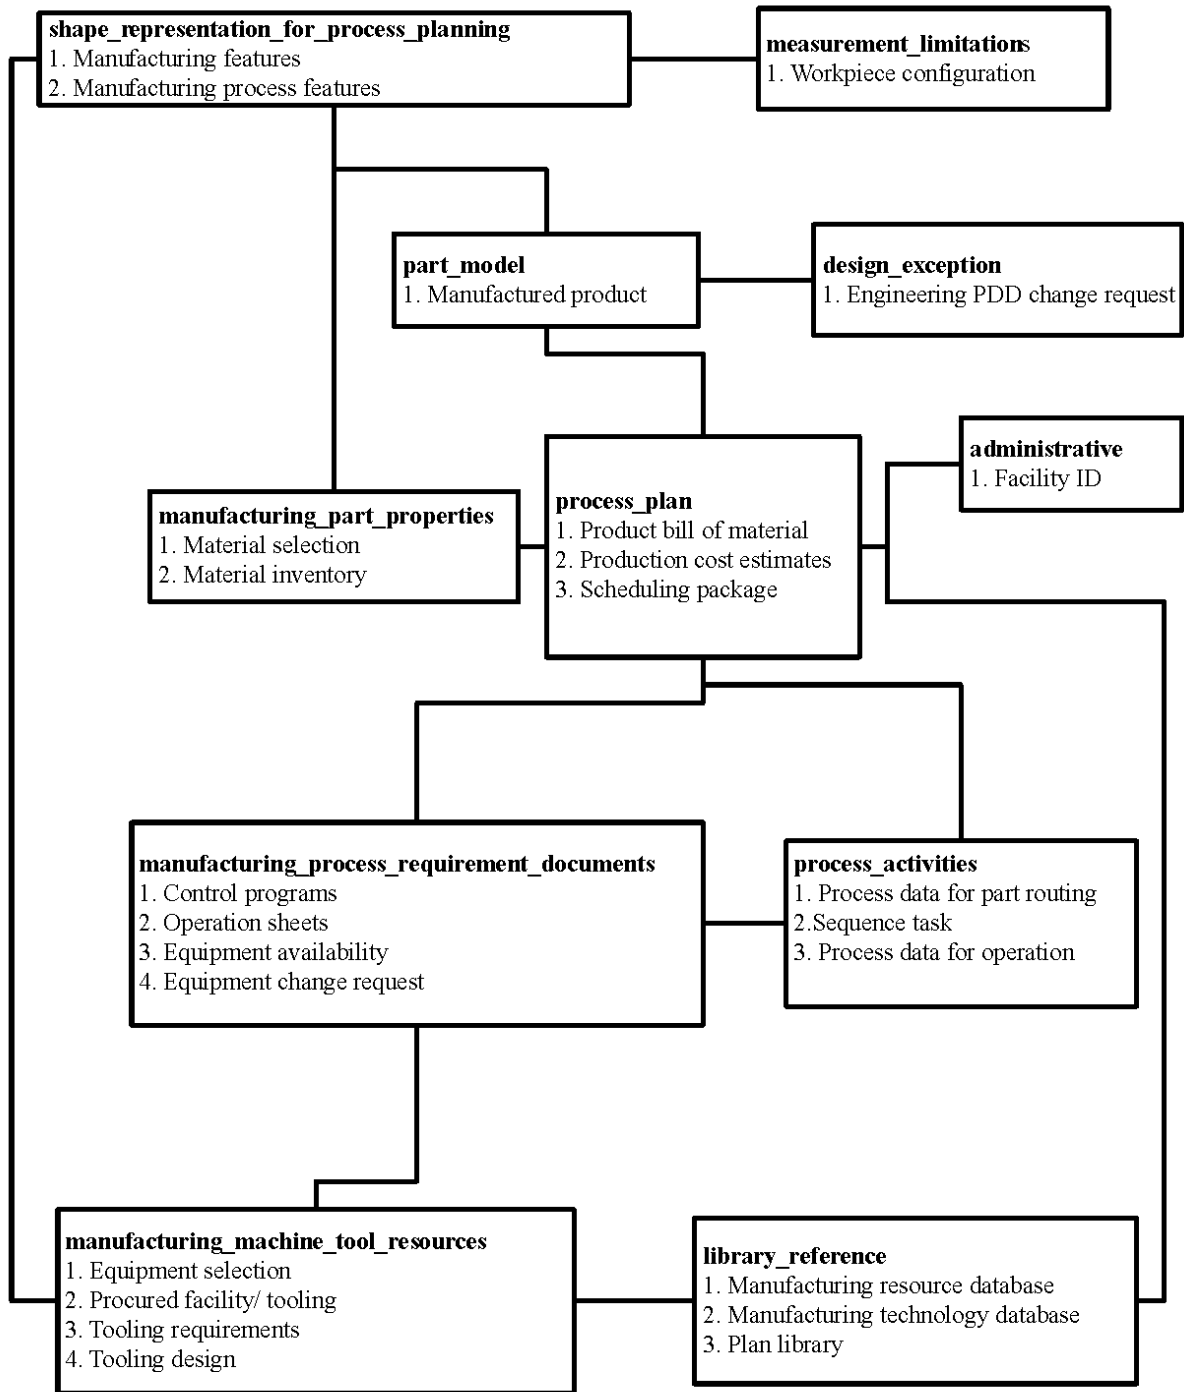 shape_representation_for_process_planning
1. Manufacturing features
2. Manufacturing process features
measurement_limitations
1. Workpiece configuration
part_model
1. Manufactured product
design_exception
1. Engineering PDD change request
administrative
1. Facility ID
manufacturing_part_properties
1. Material selection
2. Material inventory
process_plan
1. Product bill of material
2. Production cost estimates
3. Scheduling package
manufacturing_process_requirement_documents
1. Control programs
2. Operation sheets
3. Equipment availability
4. Equipment change request
process_activities
1. Process data for part routing
2.Sequence task
3. Process data for operation
manufacturing_machine_tool_resources
1. Equipment selection
2. Procured facility/ tooling
3. Tooling requirements
4. Tooling design
library_reference
1. Manufacturing resource database
2. Manufacturing technology database
3. Plan library